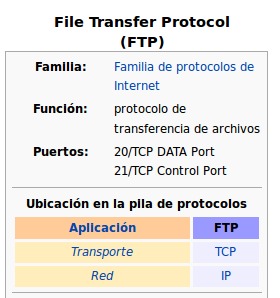 File Transfer Protocol
(FTP)
Familia: Familia de protocolos de
Internet
Función: protocolo de
transferencia de archivos
Puertos: 20/TCP DATA Port
21/TCP Control Port
Ubicación en la pila de protocolos
Aplicación FTP
Transporte TCP
Red IP